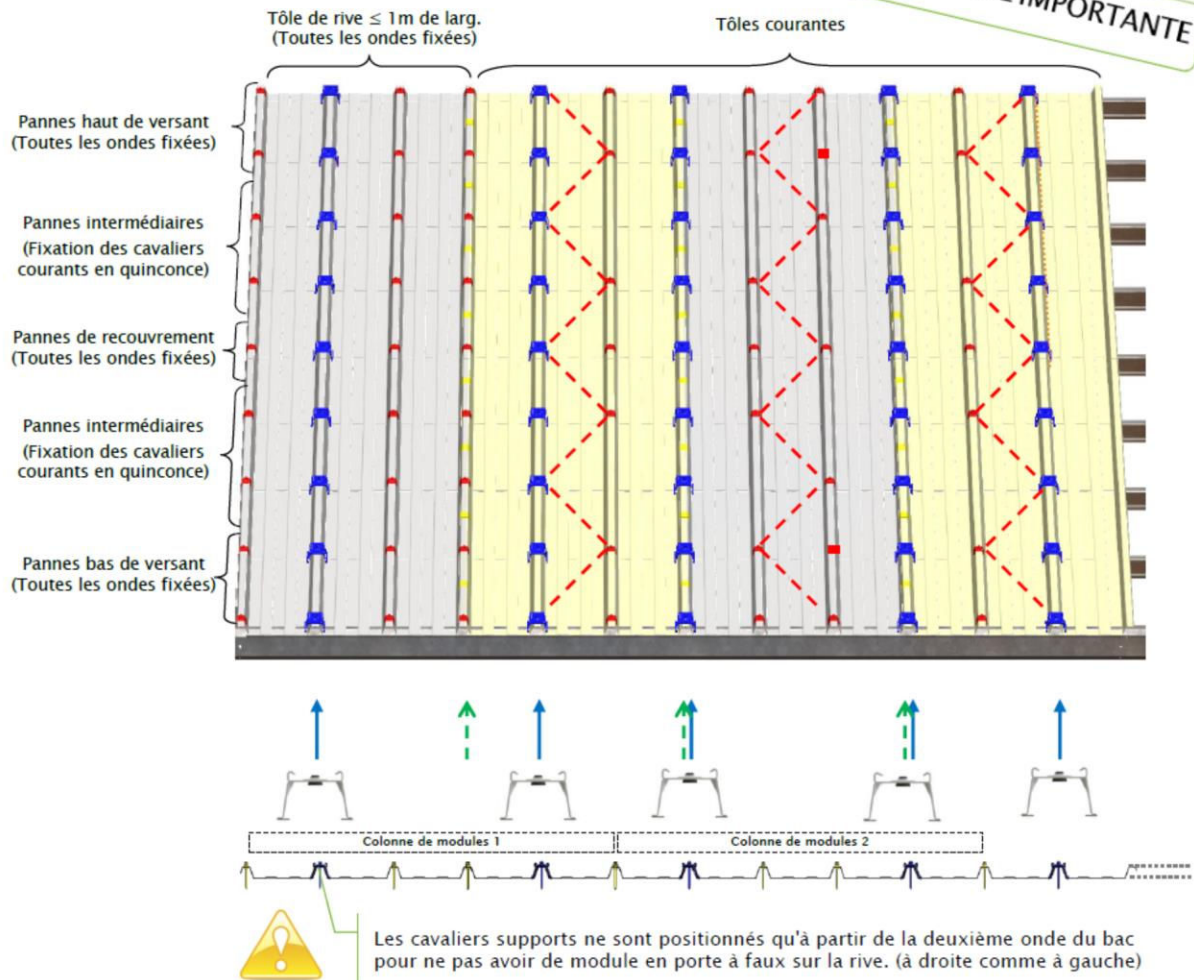 IMPORTANTE
Tôle de rive ≤ 1m de larg.
(Toutes les ondes fixées)
Tôles courantes
Pannes haut de versant
(Toutes les ondes fixées)
Pannes intermédiaires
(Fixation des cavaliers
courants en quinconce)
Pannes de recouvrement
(Toutes les ondes fixées)
Pannes intermédiaires
(Fixation des cavaliers
courants en quinconce)
Pannes bas de versant
(Toutes les ondes fixées)
Colonne de modules 1
Colonne de modules 2
Les cavaliers supports ne sont positionnés qu'à partir de la deuxième onde du bac
pour ne pas avoir de module en porte à faux sur la rive. (à droite comme à gauche)